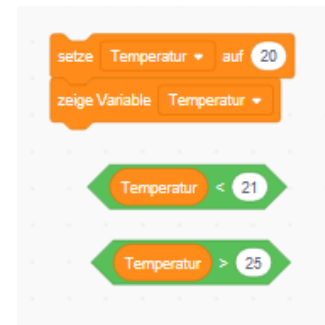 setze Temperatur auf 20
zeige Variable Temperatur
Temperatur < 21
Temperatur > 25